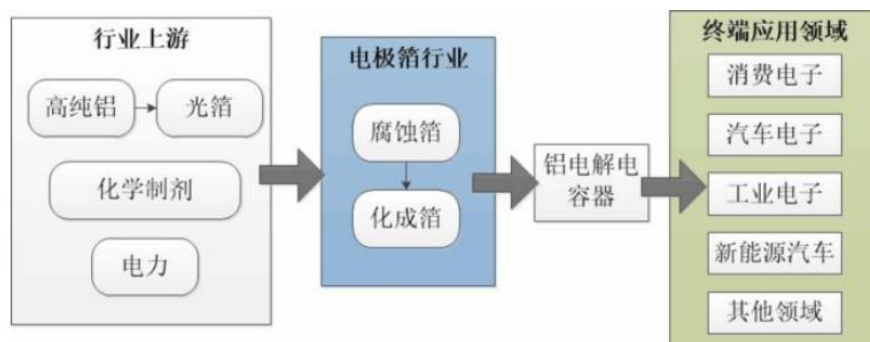 行业上游
高纯铝
光箔
化学制剂
电力
电极箔行业
腐蚀箔
化成箔
铝电解电
容器
终端应用领域
消费电子
汽车电子
工业电子
新能源汽车
其他领域